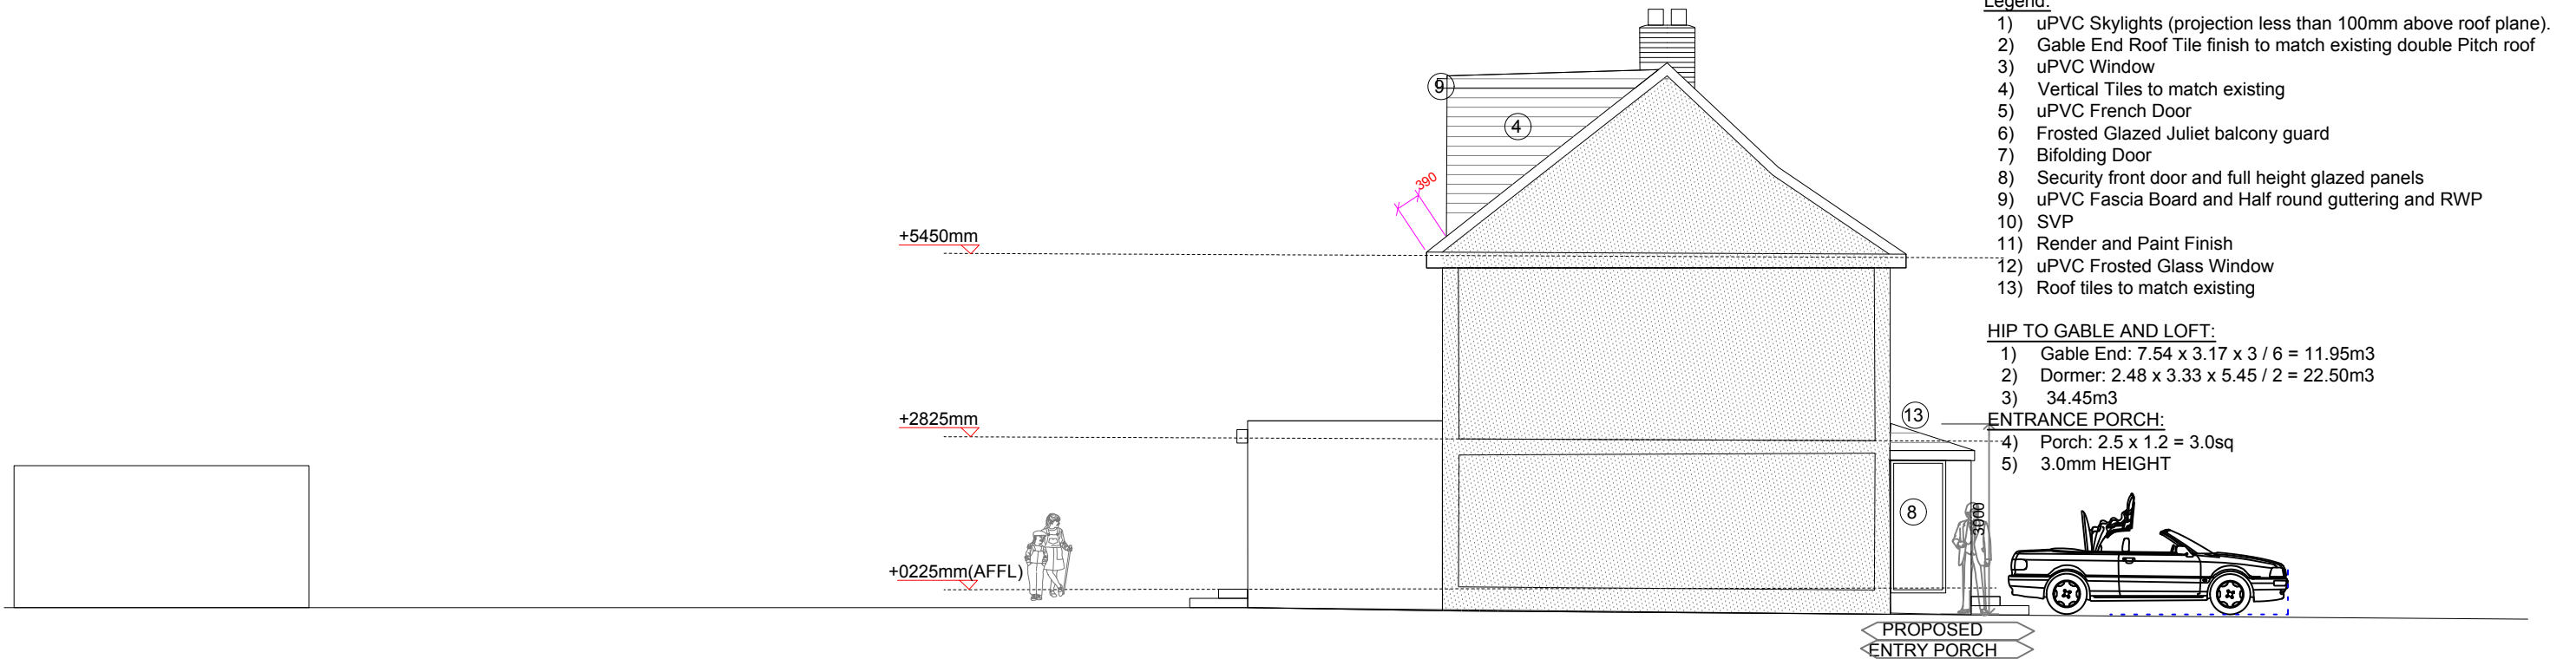 Legend:
1) uPVC Skylights (projection less than 100mm above roof plane).
2) Gable End Roof Tile finish to match existing double Pitch roof
3) uPVC Window
4) Vertical Tiles to match existing
5) uPVC French Door
6) Frosted Glazed Juliet balcony guard
7) Bifolding Door
8) Security front door and full height glazed panels
9) uPVC Fascia Board and Half round guttering and RWP
10) SVP
11) Render and Paint Finish
12) uPVC Frosted Glass Window
13) Roof tiles to match existing
HIP TO GABLE AND LOFT:
1) Gable End: 7.54 x 3.17 x 3 / 6 = 11.95m3
2) Dormer: 2.48 x 3.33 x 5.45 / 2 = 22.50m3
3) 34.45m3
ENTRANCE PORCH:
4) Porch: 2.5 x 1.2 = 3.0sq
5) 3.0mm HEIGHT
9
4
390
+5450mm
+2825mm
13
8
3000
+0225mm(AFFL)
PROPOSED
ENTRY PORCH